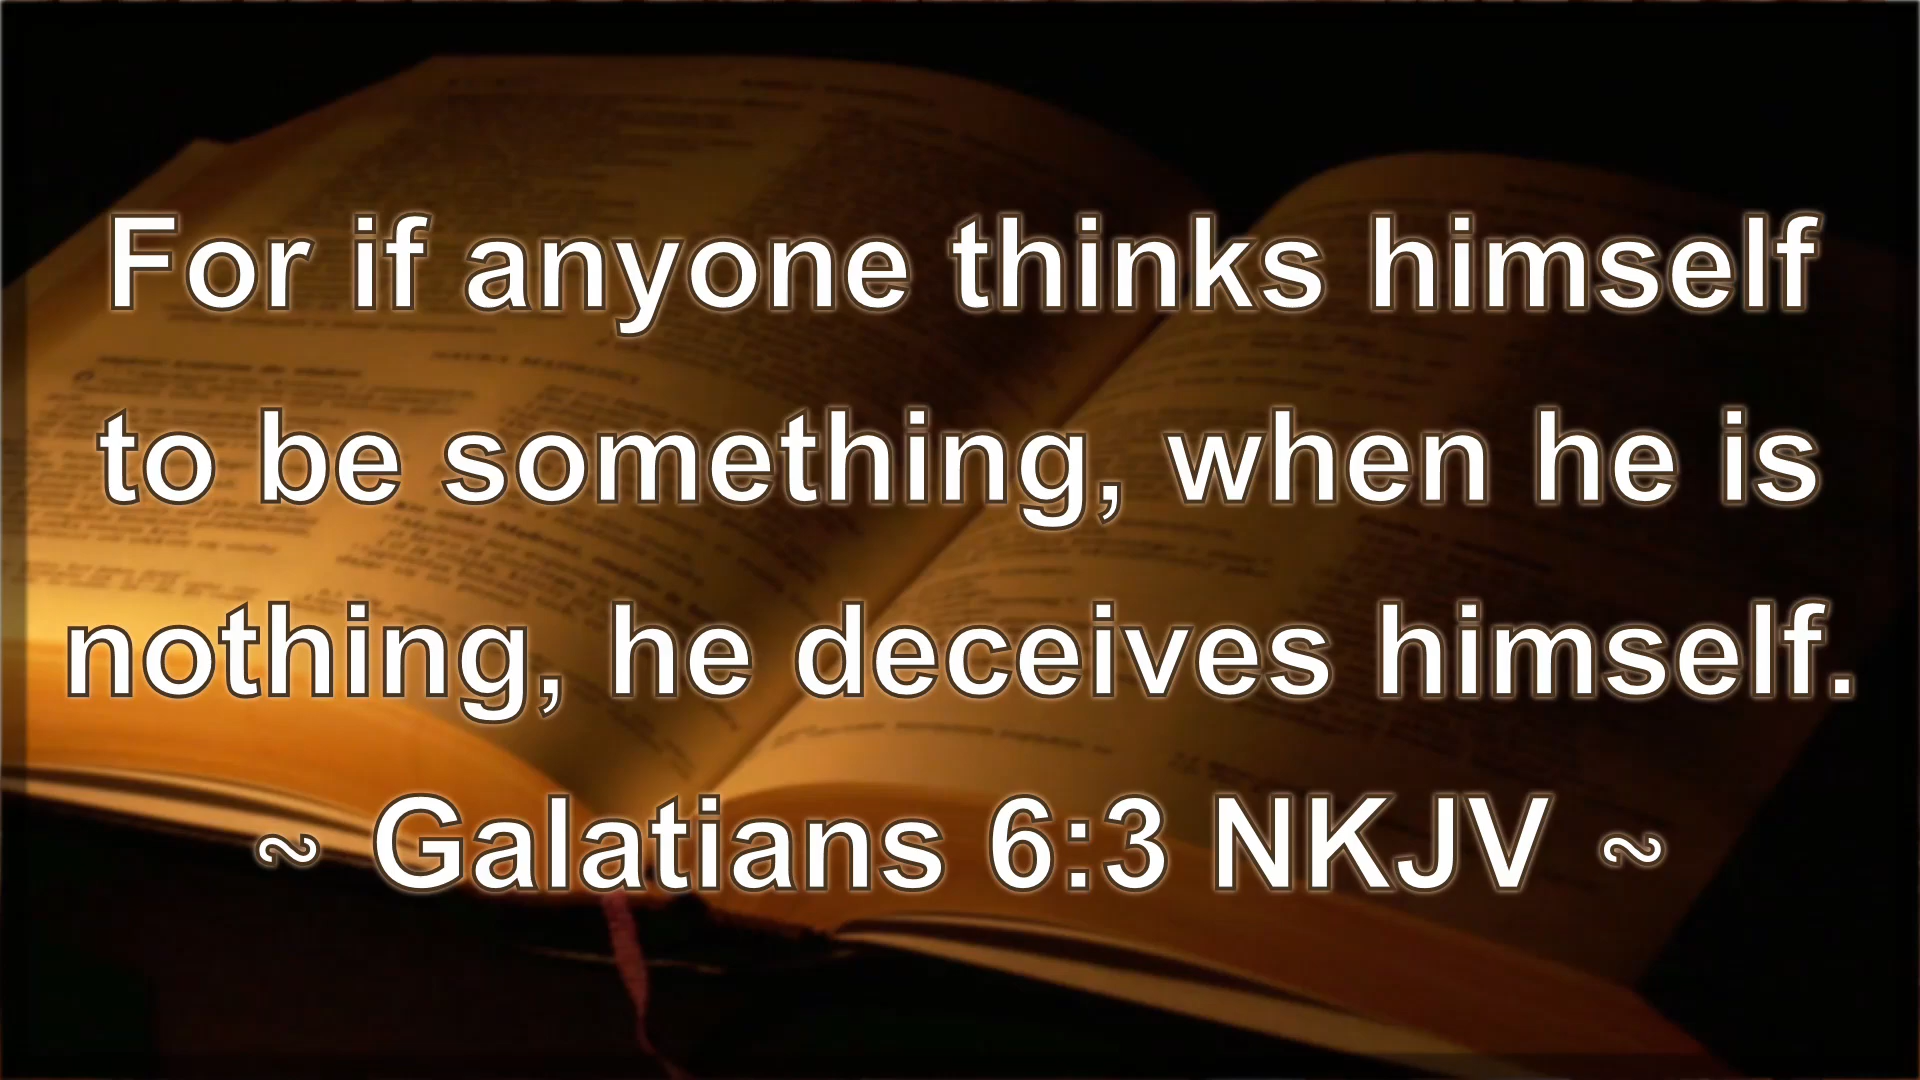 For if anyone thinks himself
to be something, when he is
nothing, he deceives himself.
~ Galatians 6:3 NKJV ~